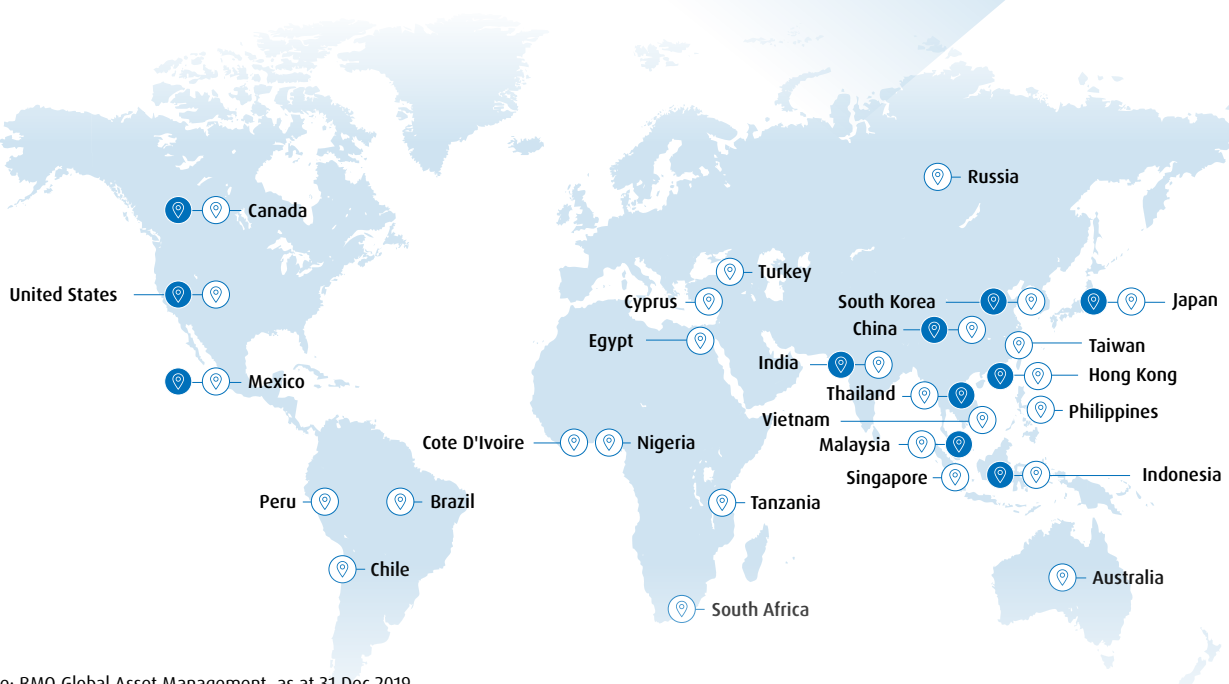 Russia
Canada
Turkey
United States
Cyprus
South Korea
Japan
China
Egypt
Taiwan
India
Hong Kong
Mexico
Thailand
Philippines
Vietnam
Cote D'Ivoire
Nigeria
Malaysia
Singapore
Indonesia
Peru
Brazil
Tanzania
Chile
Australia
South Africa
BMO Global Asset Management, as at 31 Dec 2019